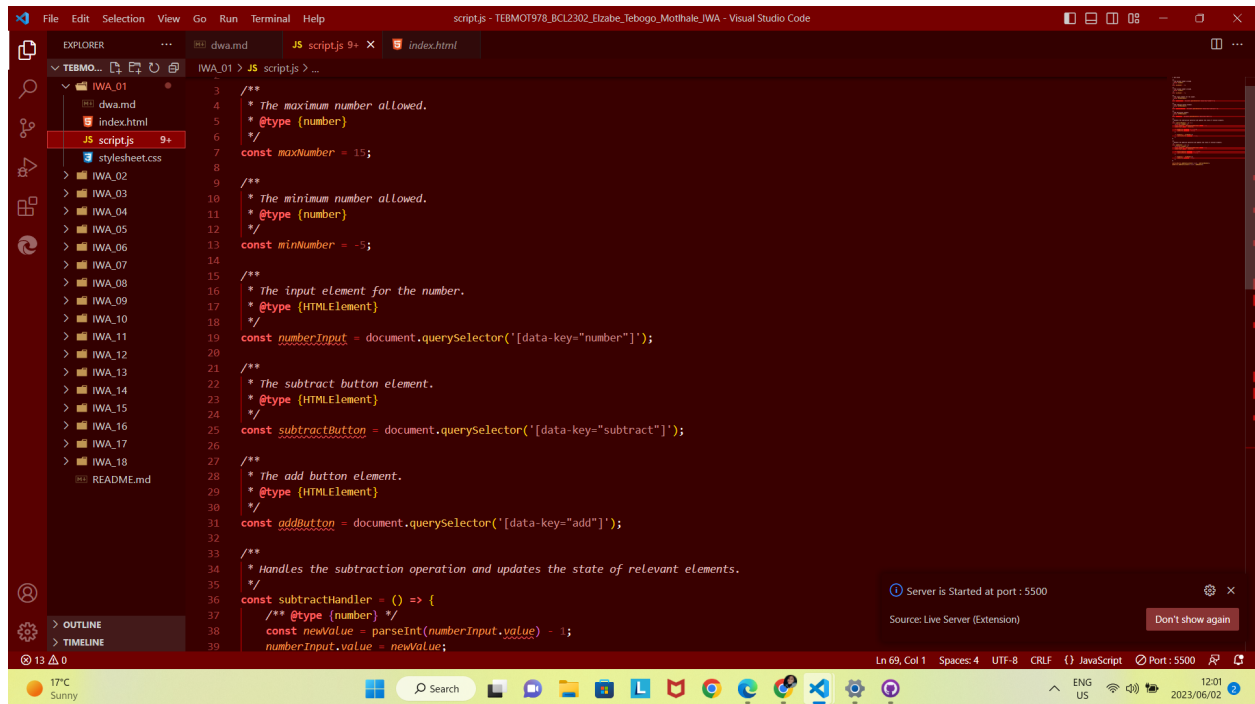 File Edit Selection View Go Run Terminal Help
script.js - TEBMOT978_BCL2302_Elzabe_Tebogo_Motlhale_IWA - Visual Studio Code
EXPLORER ...
dwa.md
JS script.js 9+
index.html
TEBMO...
IWA_01 > JS script.js > ...
IWA_01
dwa.md
index.html
JS script.js 9+
stylesheet.css
IWA_02
IWA_03
IWA_04
IWA_05
IWA_06
IWA_07
IWA_08
IWA_09
IWA_10
IWA_11
IWA_12
IWA_13
IWA_14
IWA_15
IWA_16
IWA_17
IWA_18
README.md
OUTLINE
TIMELINE
3 /**
4 * The maximum number allowed.
5 * @type {number}
6 */
7 const maxNumber = 15;
8
9 /**
10 * The minimum number allowed.
11 * @type {number}
12 */
13 const minNumber = -5;
14
15 /**
16 * The input element for the number.
17 * @type {HTMLElement}
18 */
19 const numberInput = document.querySelector('[data-key="number"]');
20
21 /**
22 * The subtract button element.
23 * @type {HTMLElement}
24 */
25 const subtractButton = document.querySelector('[data-key="subtract"]');
26
27 /**
28 * The add button element.
29 * @type {HTMLElement}
30 */
31 const addButton = document.querySelector('[data-key="add"]');
32
33 /**
34 * Handles the subtraction operation and updates the state of relevant elements.
35 */
36 const subtractHandler = () => {
37 /** @type {number} */
38 const newValue = parseInt(numberInput.value) - 1;
39 numberInput.value = newValue;
Server is Started at port : 5500
Source: Live Server (Extension)
Don't show again
13 0
Ln 69, Col 1 Spaces: 4 UTF-8 CRLF {} JavaScript Port : 5500
17°C
Sunny
Search
ENG
US
12:01
2023/06/02
2